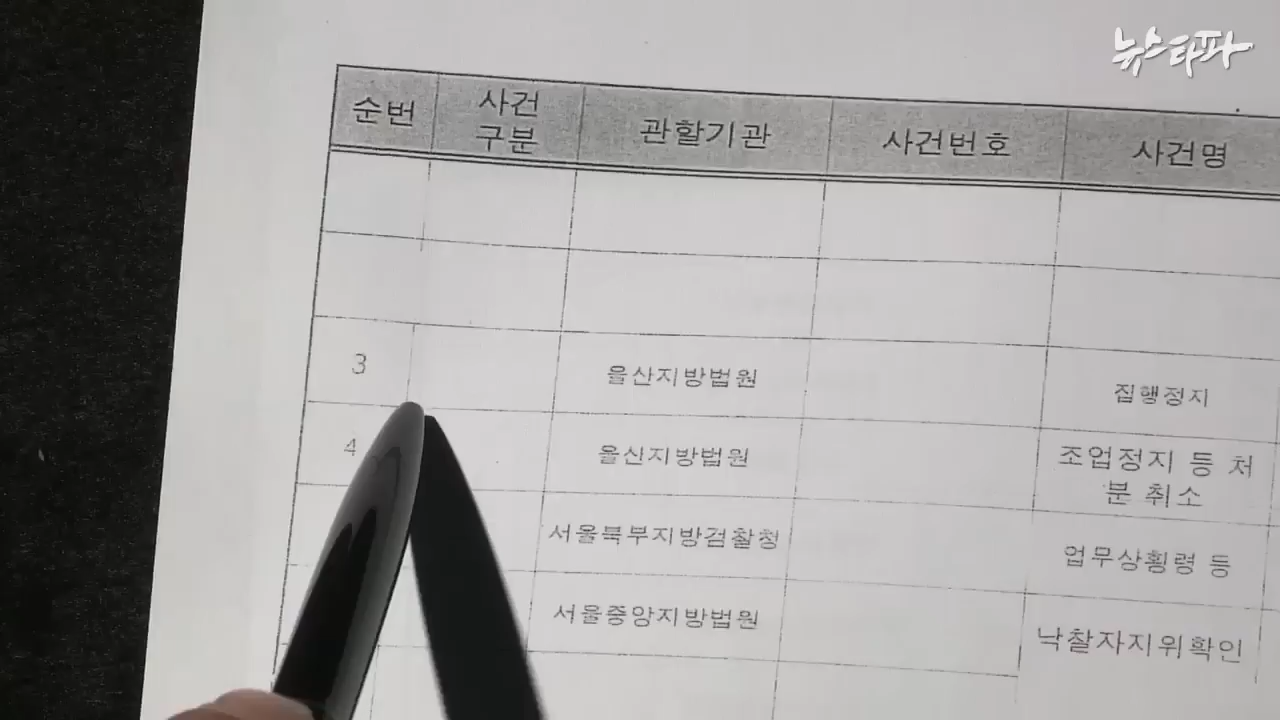 뉴스타파
순번 사건 구분 관할기관 사건번호 사건명
3 울산지방법원 집행정지
4 울산지방법원 조업정지 등 처
분 취소
서울북부지방검찰청 업무상횡령 등
서울중앙지방법원 낙찰자지위확인